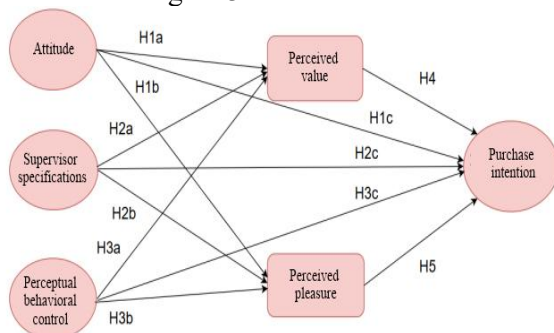 Attitude
H1a
H1b
Perceived
value
H4
H1c
H2a
Supervisor
specifications
H2c
Purchase
intention
H2b
H3c
H3a
Perceptual
behavioral
control
H3b
Perceived
pleasure
H5